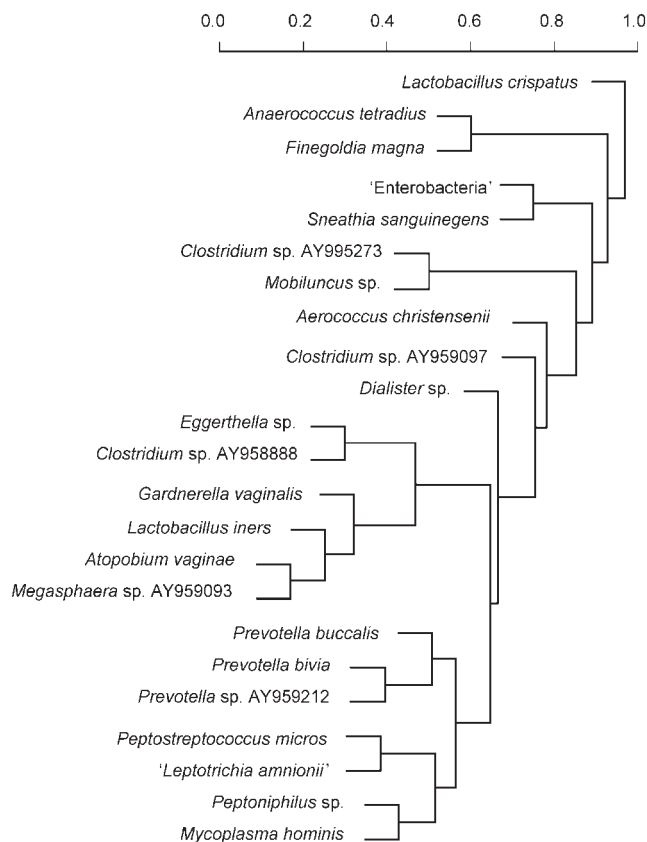 0.0 0.2 0.4 0.6 0.8 1.0
Lactobacillus crispatus
Anaerococcus tetradius
Finegoldia magna
‘Enterobacteria’
Sneathia sanguinegens
Clostridium sp. AY995273
Mobiluncus sp.
Aerococcus christensenii
Clostridium sp. AY959097
Dialister sp.
Eggerthella sp.
Clostridium sp. AY958888
Gardnerella vaginalis
Lactobacillus iners
Atopobium vaginae
Megasphaera sp. AY959093
Prevotella buccalis
Prevotella bivia
Prevotella sp. AY959212
Peptostreptococcus micros
‘Leptotrichia amnionii’
Peptoniphilus sp.
Mycoplasma hominis